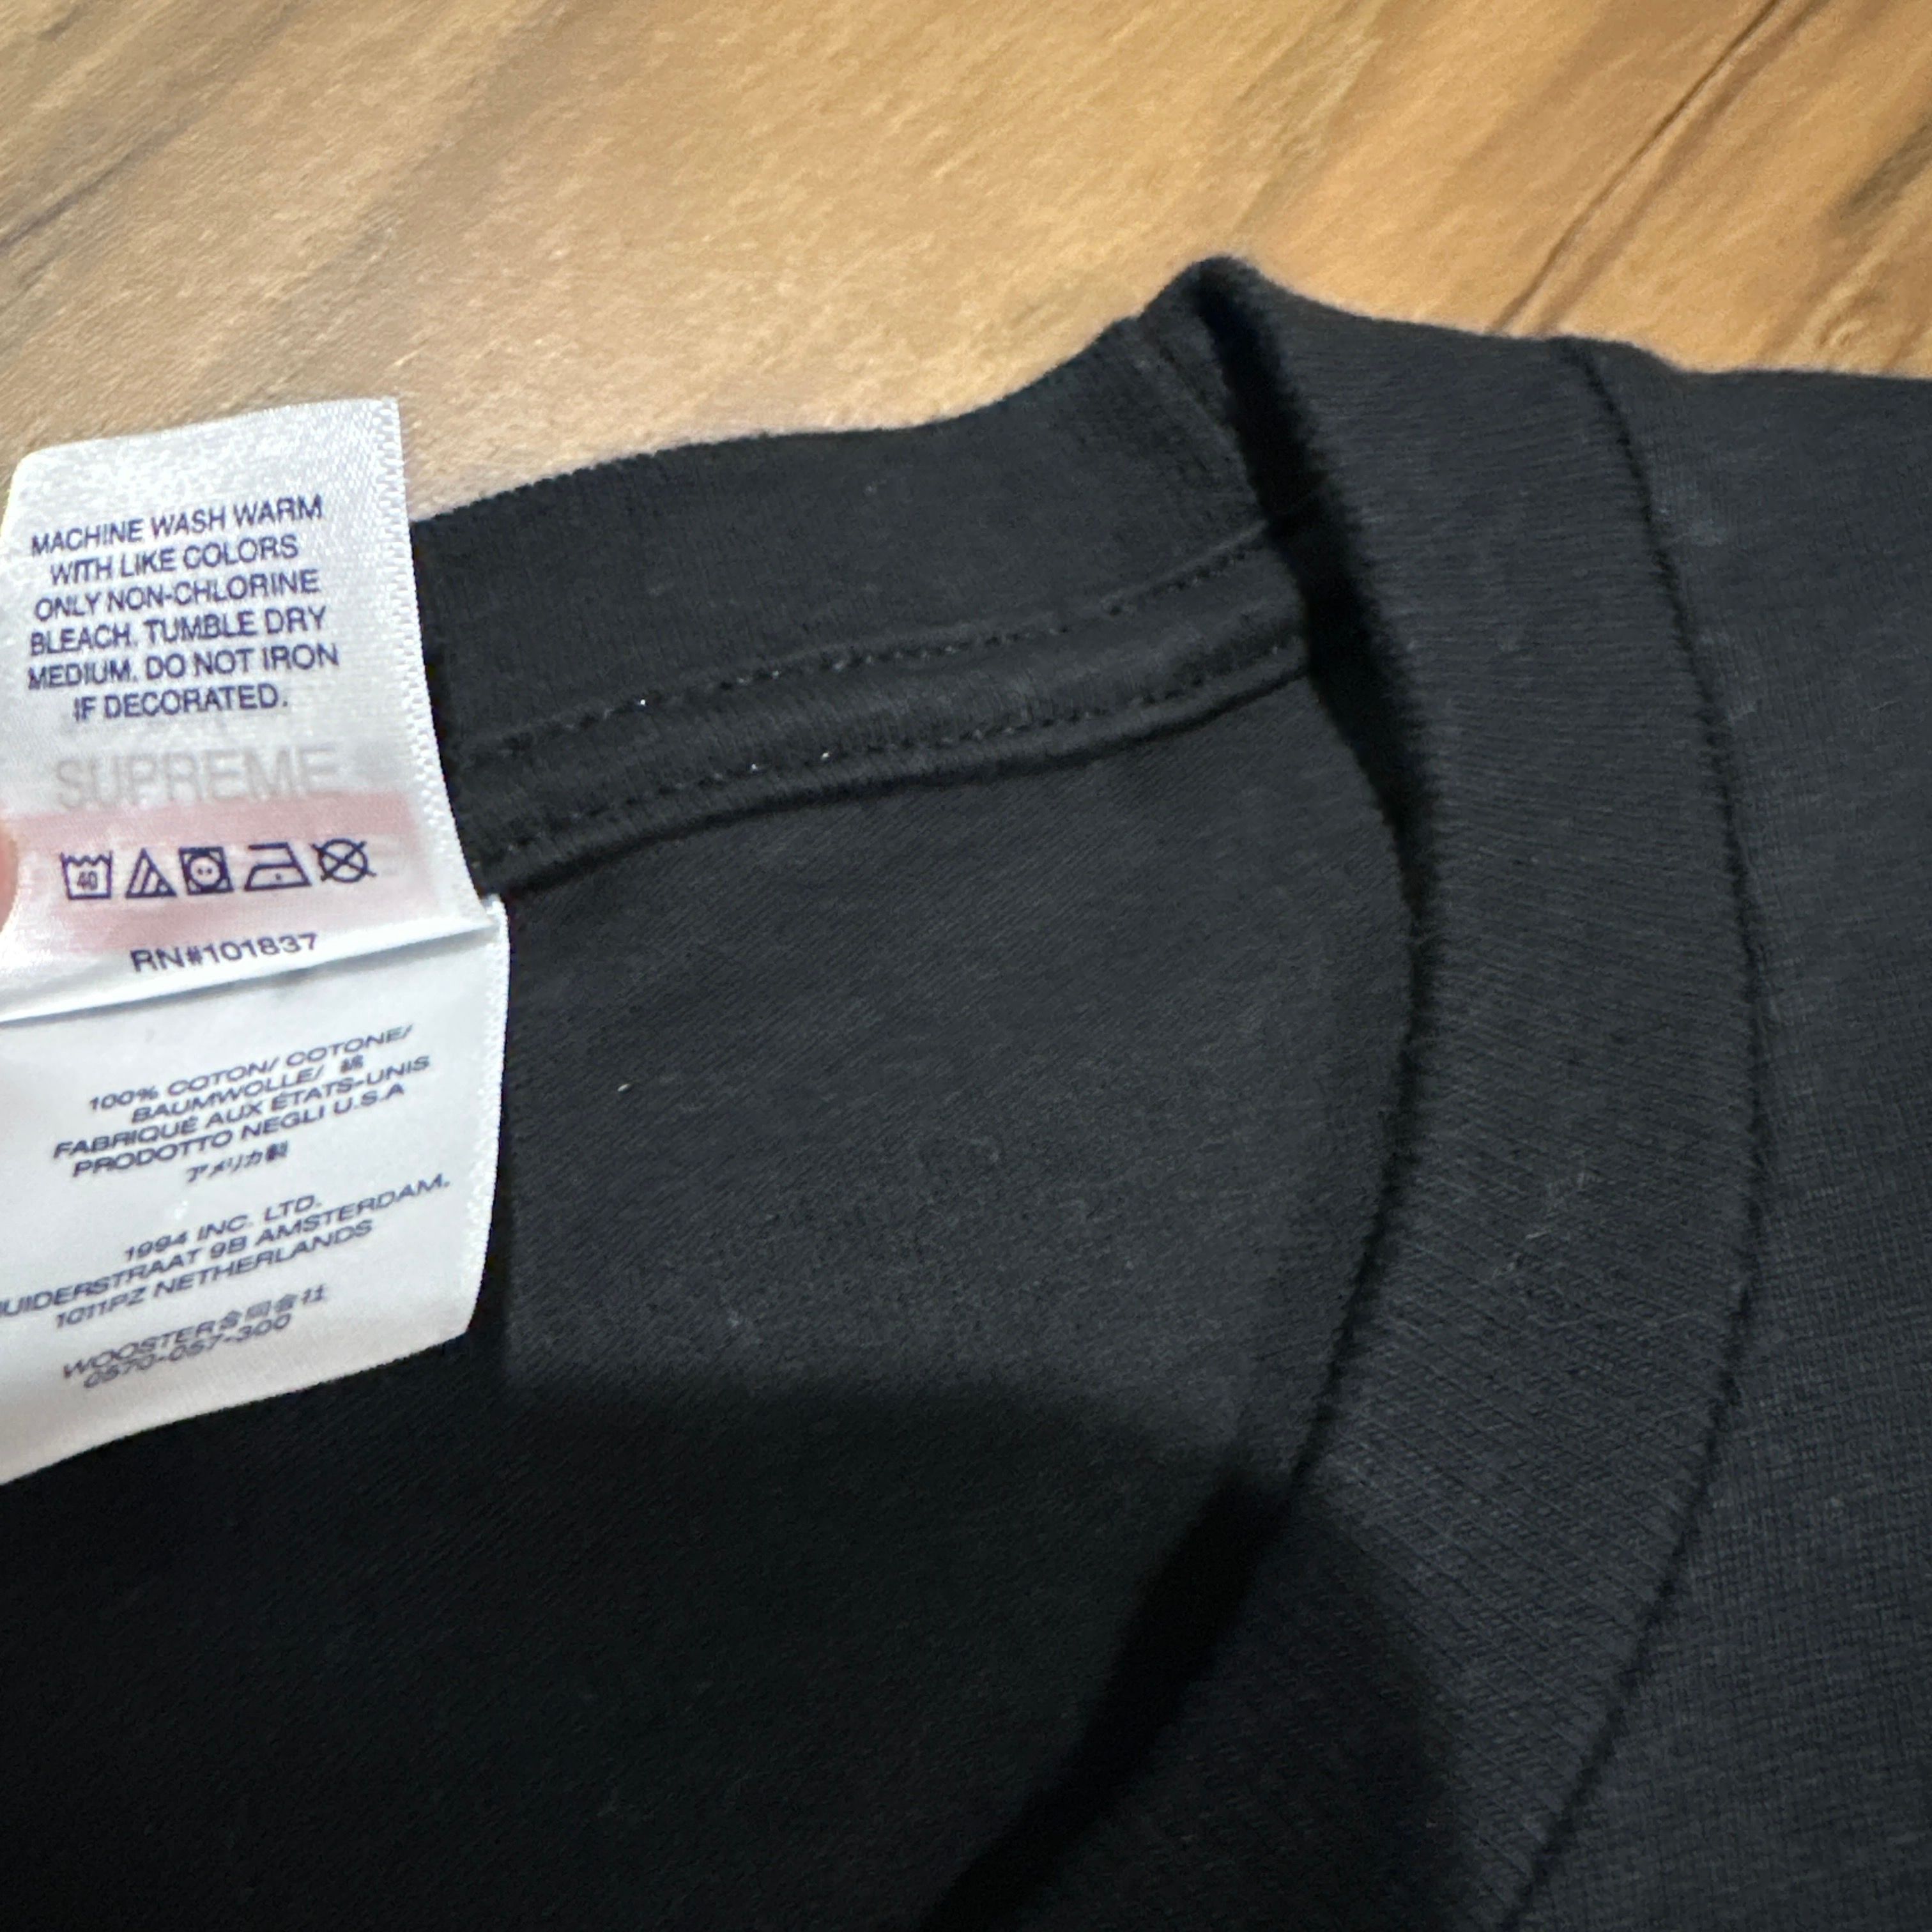 MACHINE WASH WARM
WITH LIKE COLORS
ONLY NON-CHLORINE
BLEACH. TUMBLE DRY
MEDIUM. DO NOT IRON
IF DECORATED.
SUPREME
40
RN#101837
100% COTON/ COTONE/
BAUMWOLLE/ 綿
FABRIQUÉ AUX ÉTATS-UNIS
PRODOTTO NEGLI U.S.A
アメリカ製
1994 INC. LTD.
UIDERSTRAAT 9B AMSTERDAM,
1011PZ NETHERLANDS
WOOSTER合同会社
0570-057-300